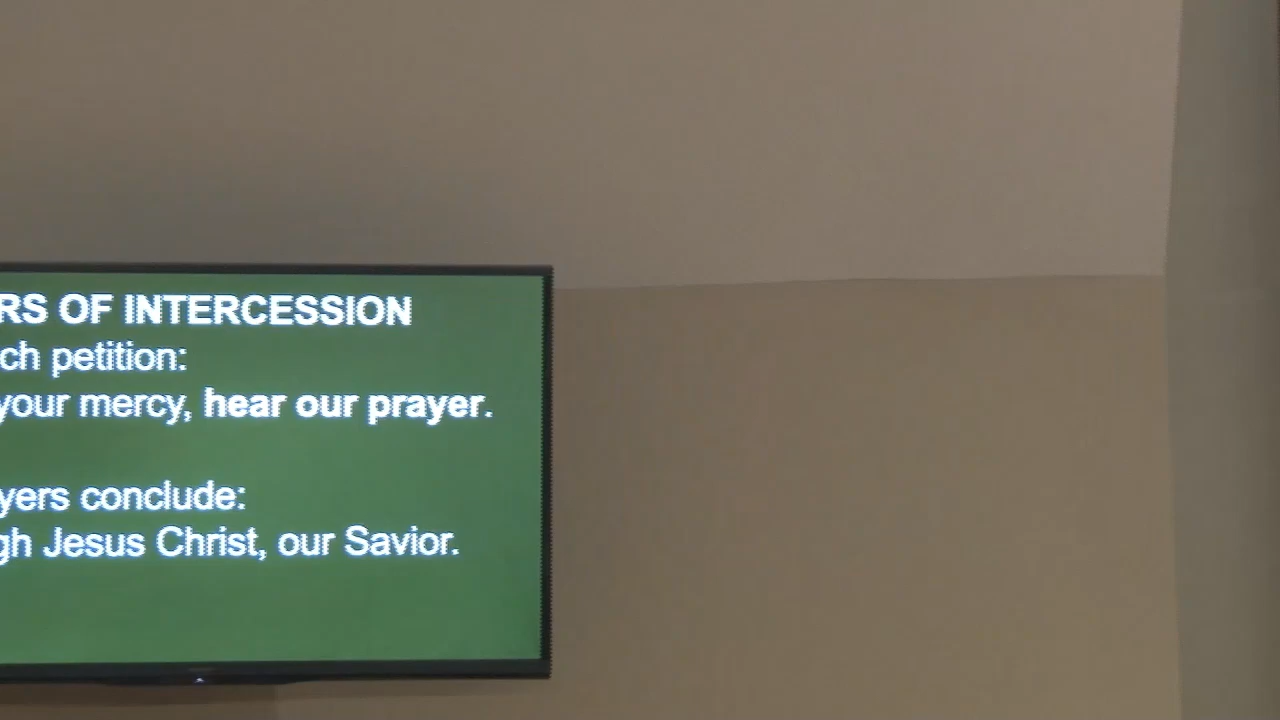 RS OF INTERCESSION
ch petition:
your mercy, hear our prayer.
yers conclude:
gh Jesus Christ, our Savior.